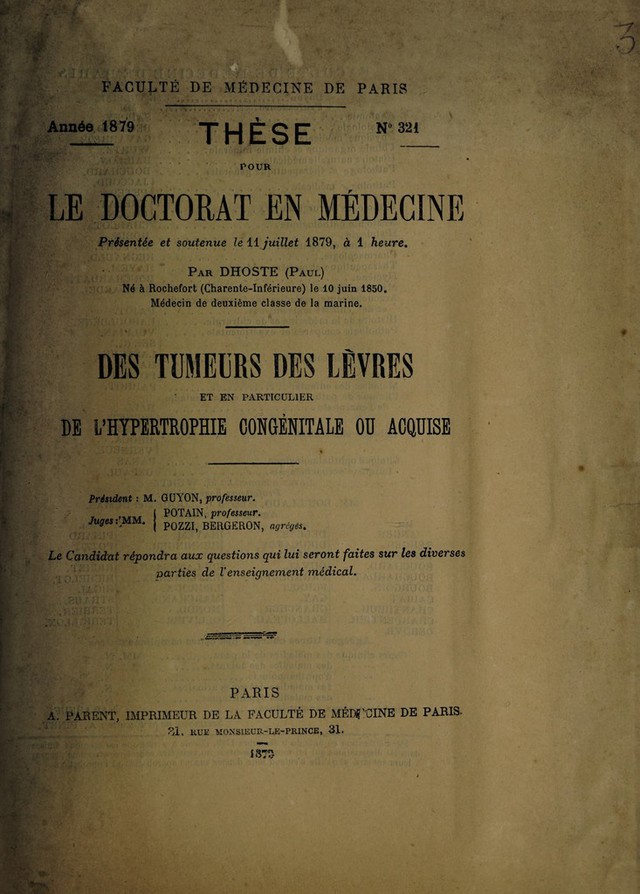 3
FACULTÉ DE MÉDECINE DE PARIS
Année 1879 THÈSE N° 321
POUR
LE DOCTORAT EN MÉDECINE
Présentée et soutenue le 11 juillet 1879, à 1 heure.
PAR DHOSTE (PAUL)
Né à Rochefort (Charente-Inférieure) le 10 juin 1850.
Médecin de deuxième classe de la marine.
DES TUMEURS DES LÈVRES
ET EN PARTICULIER
DE L'HYPERTROPHIE CONGÉNITALE OU ACQUISE
Président : M. GUYON, professeur.
Juges : MM. { POTAIN, professeur.
POZZI, BERGERON, agrégés.
Le Candidat répondra aux questions qui lui seront faites sur les diverses
parties de l'enseignement médical.
PARIS
A. PARENT, IMPRIMEUR DE LA FACULTÉ DE MÉDECINE DE PARIS.
31, RUE MONSIEUR-LE-PRINCE, 31.
1879